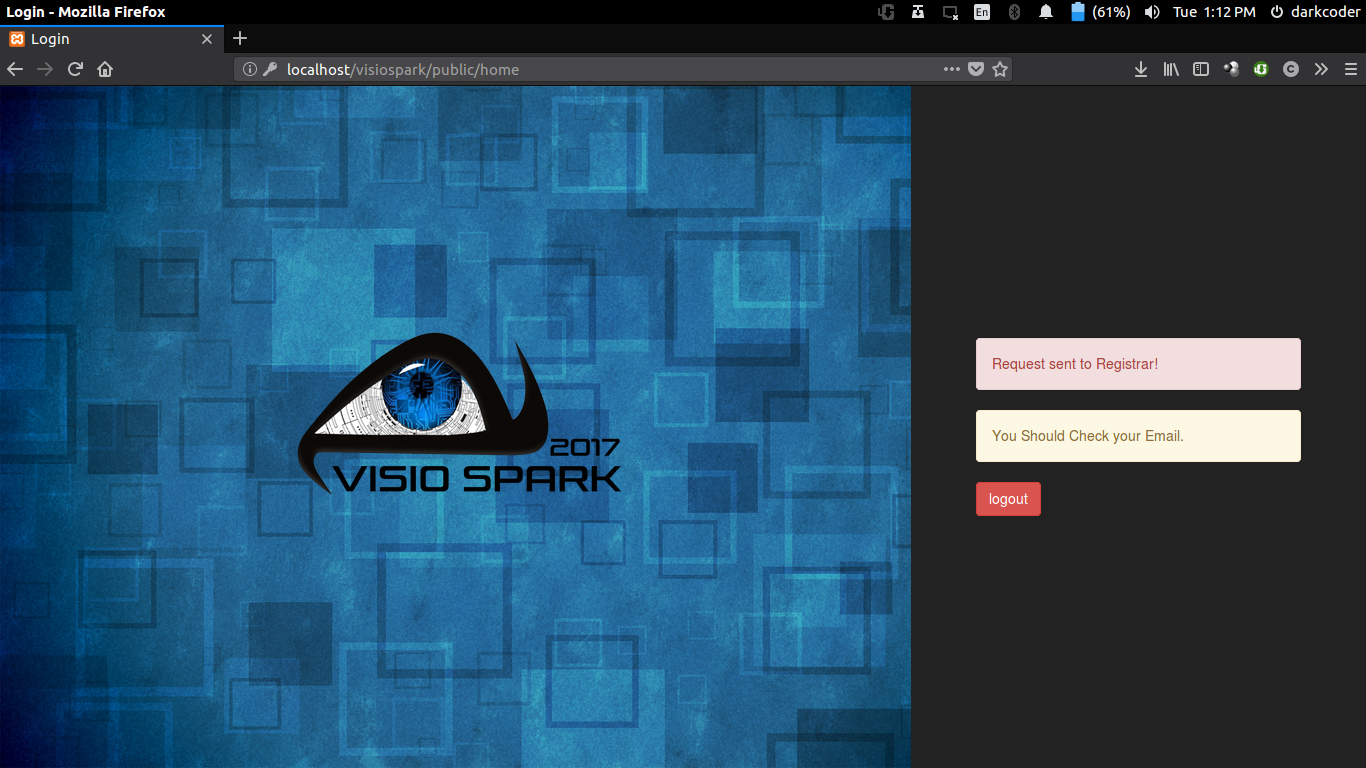 Login - Mozilla Firefox
En
(61%)
Tue 1:12 PM
darkcoder
Login
localhost/visiospark/public/home
Request sent to Registrar!
You Should Check your Email.
logout
2017
VISIO SPARK